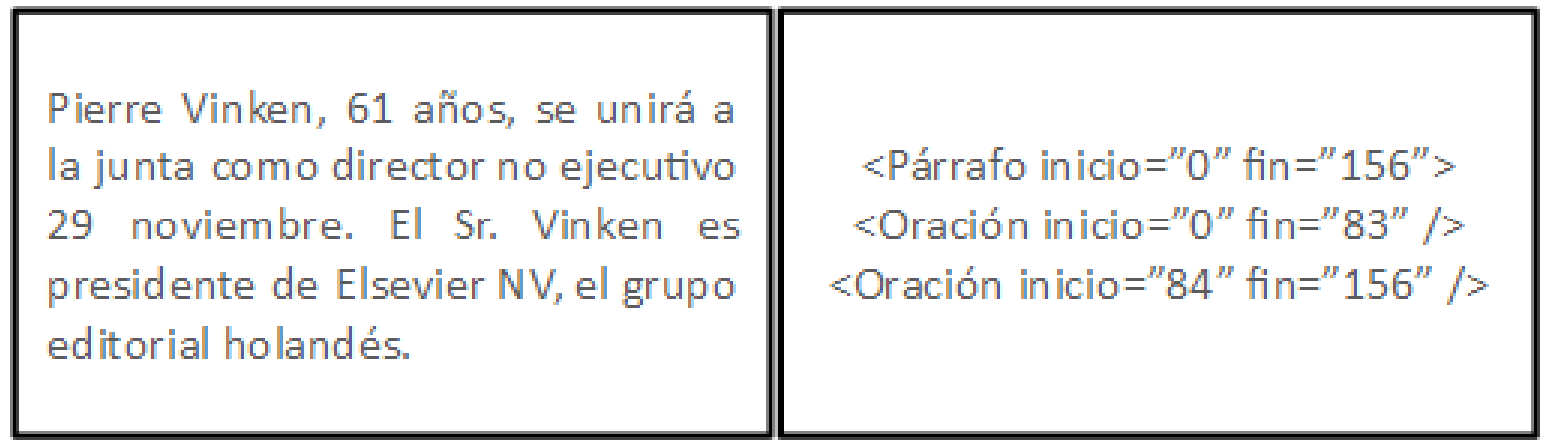 Pierre Vinken, 61 años, se unirá a
la junta como director no ejecutivo
29 noviembre. El Sr. Vinken es
presidente de Elsevier NV, el grupo
editorial holandés.
<Párrafo inicio=”0” fin=”156”>
<Oración inicio=”0” fin=”83” />
<Oración inicio=”84” fin=”156” />